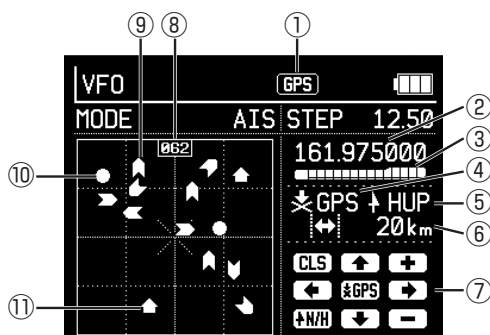 ⑨ ⑧ ①
VFO GPS
MODE AIS STEP 12.50 ②
062 161.975000 ③
④
⑩ GPS HUP ⑤
20km ⑥
CLS +
GPS ⑦
N/H −
⑪